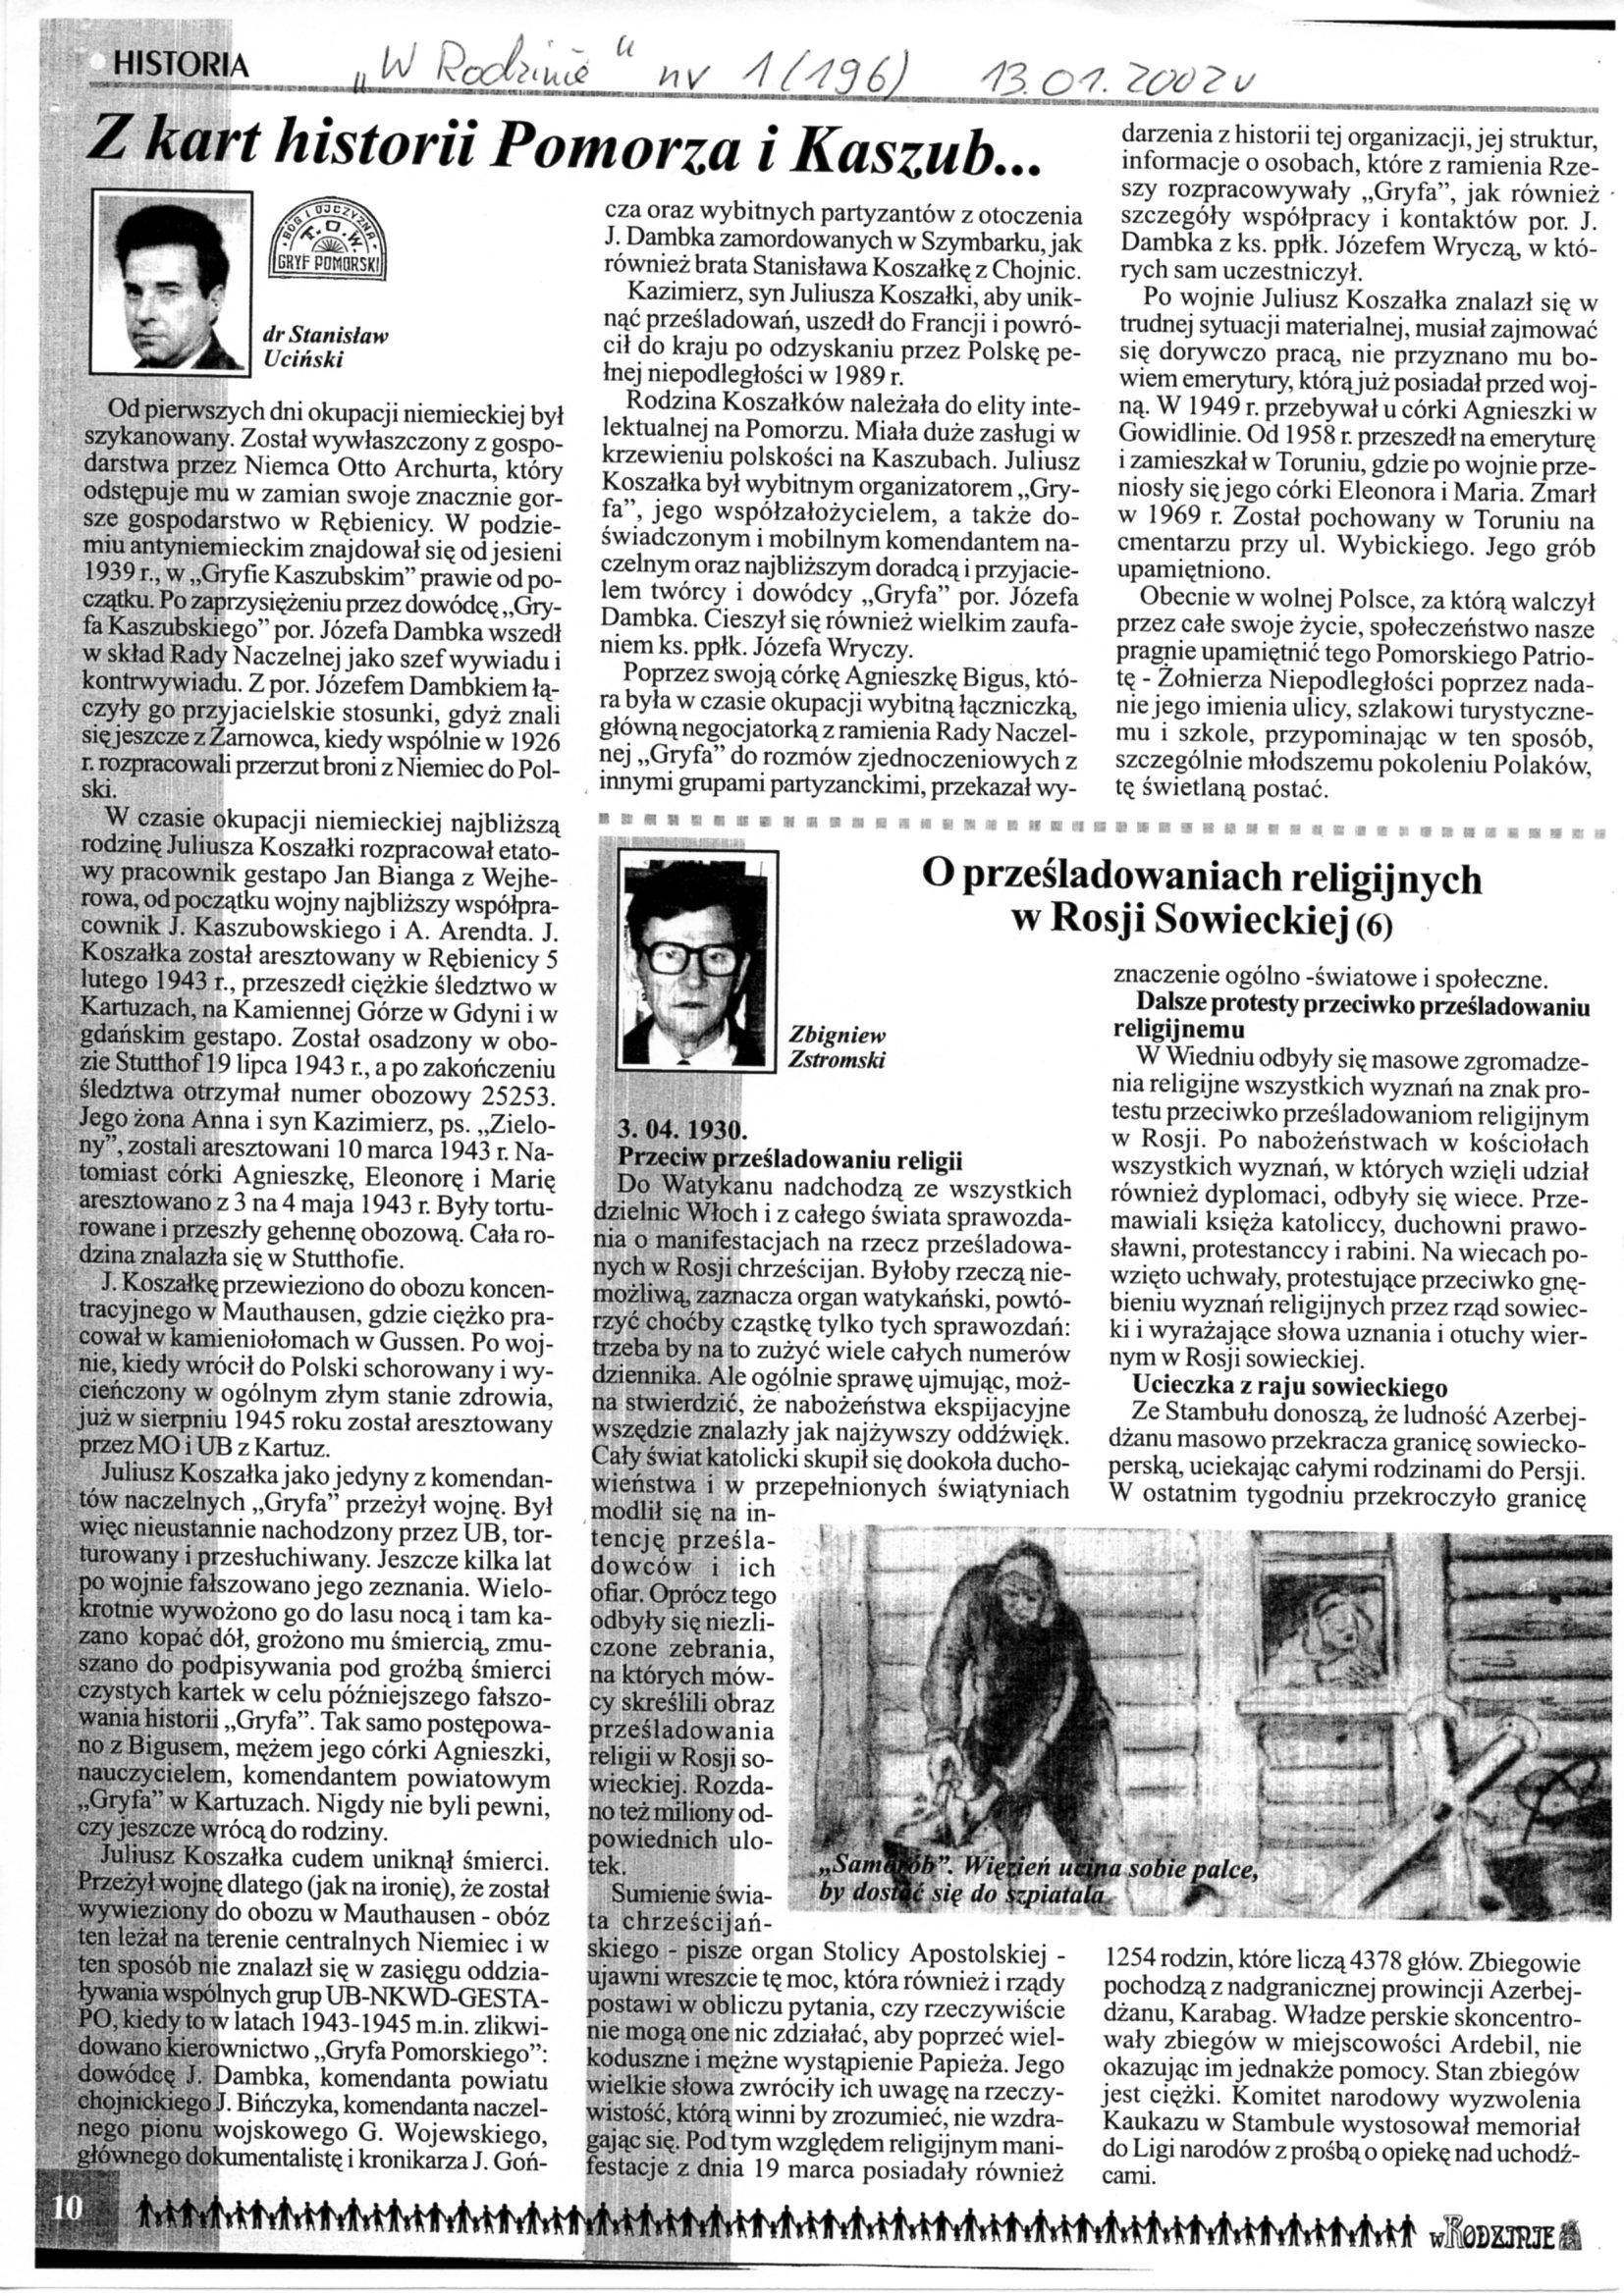 HISTORIA
„W Rodzinie" nr 1 (196) 13.01.2002 r
Z kart historii Pomorza i Kaszub...
BÓG I OJCZYZNA
T.O.W.
GRYF POMORSKI
dr Stanisław
Uciński
Od pierwszych dni okupacji niemieckiej był
szykanowany. Został wywłaszczony z gospo-
darstwa przez Niemca Otto Archurta, który
odstępuje mu w zamian swoje znacznie gor-
sze gospodarstwo w Rębienicy. W podzie-
miu antyniemieckim znajdował się od jesieni
1939 r., w „Gryfie Kaszubskim” prawie od po-
czątku. Po zaprzysiężeniu przez dowódcę „Gry-
fa Kaszubskiego” por. Józefa Dambka wszedł
w skład Rady Naczelnej jako szef wywiadu i
kontrwywiadu. Z por. Józefem Dambkiem łą-
czyły go przyjacielskie stosunki, gdyż znali
się jeszcze z Żarnowca, kiedy wspólnie w 1926
r. rozpracowali przerzut broni z Niemiec do Pol-
ski.
W czasie okupacji niemieckiej najbliższą
rodzinę Juliusza Koszałki rozpracował etato-
wy pracownik gestapo Jan Bianga z Wejhe-
rowa, od początku wojny najbliższy współpra-
cownik J. Kaszubowskiego i A. Arendta. J.
Koszałka został aresztowany w Rębienicy 5
lutego 1943 r., przeszedł ciężkie śledztwo w
Kartuzach, na Kamiennej Górze w Gdyni i w
gdańskim gestapo. Został osadzony w obo-
zie Stutthof 19 lipca 1943 r., a po zakończeniu
śledztwa otrzymał numer obozowy 25253.
Jego żona Anna i syn Kazimierz, ps. „Zielo-
ny”, zostali aresztowani 10 marca 1943 r. Na-
tomiast córki Agnieszkę, Eleonorę i Marię
aresztowano z 3 na 4 maja 1943 r. Były tortu-
rowane i przeszły gehennę obozową. Cała ro-
dzina znalazła się w Stutthofie.
J. Koszałkę przewieziono do obozu koncen-
tracyjnego w Mauthausen, gdzie ciężko pra-
cował w kamieniołomach w Gussen. Po woj-
nie, kiedy wrócił do Polski schorowany i wy-
cieńczony w ogólnym złym stanie zdrowia,
już w sierpniu 1945 roku został aresztowany
przez MO i UB z Kartuz.
Juliusz Koszałka jako jedyny z komendan-
tów naczelnych „Gryfa” przeżył wojnę. Był
więc nieustannie nachodzony przez UB, tor-
turowany i przesłuchiwany. Jeszcze kilka lat
po wojnie fałszowano jego zeznania. Wielo-
krotnie wywożono go do lasu nocą i tam ka-
zano kopać dół, grożono mu śmiercią, zmu-
szano do podpisywania pod groźbą śmierci
czystych kartek w celu późniejszego fałszo-
wania historii „Gryfa”. Tak samo postępowa-
no z Bigusem, mężem jego córki Agnieszki,
nauczycielem, komendantem powiatowym
„Gryfa” w Kartuzach. Nigdy nie byli pewni,
czy jeszcze wrócą do rodziny.
Juliusz Koszałka cudem uniknął śmierci.
Przeżył wojnę dlatego (jak na ironię), że został
wywieziony do obozu w Mauthausen - obóz
ten leżał na terenie centralnych Niemiec i w
ten sposób nie znalazł się w zasięgu oddzia-
ływania wspólnych grup UB-NKWD-GESTA-
PO, kiedy to w latach 1943-1945 m.in. zlikwi-
dowano kierownictwo „Gryfa Pomorskiego”:
dowódcę J. Dambka, komendanta powiatu
chojnickiego J. Bińczyka, komendanta naczel-
nego pionu wojskowego G. Wojewskiego,
głównego dokumentalistę i kronikarza J. Goń-
cza oraz wybitnych partyzantów z otoczenia
J. Dambka zamordowanych w Szymbarku, jak
również brata Stanisława Koszałkę z Chojnic.
Kazimierz, syn Juliusza Koszałki, aby unik-
nąć prześladowań, uszedł do Francji i powró-
cił do kraju po odzyskaniu przez Polskę peł-
łnej niepodległości w 1989 r.
Rodzina Koszałków należała do elity inte-
lektualnej na Pomorzu. Miała duże zasługi w
krzewieniu polskości na Kaszubach. Juliusz
Koszałka był wybitnym organizatorem „Gry-
fa”, jego współzałożycielem, a także do-
świadczonym i mobilnym komendantem na-
czelnym oraz najbliższym doradcą i przyjacie-
lem twórcy i dowódcy „Gryfa” por. Józefa
Dambka. Cieszył się również wielkim zaufa-
niem ks. ppłk. Józefa Wryczy.
Poprzez swoją córkę Agnieszkę Bigus, któ-
ra była w czasie okupacji wybitną łączniczką,
główną negocjatorką z ramienia Rady Naczel-
nej „Gryfa” do rozmów zjednoczeniowych z
innymi grupami partyzanckimi, przekazał wy-
darzenia z historii tej organizacji, jej struktur,
informacje o osobach, które z ramienia Rze-
szy rozpracowywały „Gryfa”, jak również
szczegóły współpracy i kontaktów por. J.
Dambka z ks. ppłk. Józefem Wryczą, w któ-
rych sam uczestniczył.
Po wojnie Juliusz Koszałka znalazł się w
trudnej sytuacji materialnej, musiał zajmować
się dorywczo pracą, nie przyznano mu bo-
wiem emerytury, którą już posiadał przed woj-
ną. W 1949 r. przebywał u córki Agnieszki w
Gowidlinie. Od 1958 r. przeszedł na emeryturę
i zamieszkał w Toruniu, gdzie po wojnie prze-
niosły się jego córki Eleonora i Maria. Zmarł
w 1969 r. Został pochowany w Toruniu na
cmentarzu przy ul. Wybickiego. Jego grób
upamiętniono.
Obecnie w wolnej Polsce, za którą walczył
przez całe swoje życie, społeczeństwo nasze
pragnie upamiętnić tego Pomorskiego Patrio-
tę - Żołnierza Niepodległości poprzez nada-
nie jego imienia ulicy, szlakowi turystyczne-
mu i szkole, przypominając w ten sposób,
szczególnie młodszemu pokoleniu Polaków,
tę świetlaną postać.
O prześladowaniach religijnych
w Rosji Sowieckiej (6)
Zbigniew
Zstromski
3. 04. 1930.
Przeciw prześladowaniu religii
Do Watykanu nadchodzą ze wszystkich
dzielnic Włoch i z całego świata sprawozda-
nia o manifestacjach na rzecz prześladowa-
nych w Rosji chrześcijan. Byłoby rzeczą nie-
możliwą, zaznacza organ watykański, powtó-
rzyć choćby cząstkę tylko tych sprawozdań:
trzeba by na to zużyć wiele całych numerów
dziennika. Ale ogólnie sprawę ujmując, moż-
na stwierdzić, że nabożeństwa ekspijacyjne
wszędzie znalazły jak najżywszy oddźwięk.
Cały świat katolicki skupił się dookoła ducho-
wieństwa i w przepełnionych świątyniach
modlił się na in-
tencję prześla-
dowców i ich
ofiar. Oprócz tego
odbyły się niezli-
czone zebrania,
na których mów-
cy skreślili obraz
prześladowania
religii w Rosji so-
wieckiej. Rozda-
no też miliony od-
powiednich ulo-
tek.
Sumienie świa-
ta chrześcijań-
skiego - pisze organ Stolicy Apostolskiej -
ujawni wreszcie tę moc, która również i rządy
postawi w obliczu pytania, czy rzeczywiście
nie mogą one nic zdziałać, aby poprzeć wiel-
koduszne i mężne wystąpienie Papieża. Jego
wielkie słowa zwróciły ich uwagę na rzeczy-
wistość, którą winni by zrozumieć, nie wzdra-
gając się. Pod tym względem religijnym mani-
festacje z dnia 19 marca posiadały również
znaczenie ogólno -światowe i społeczne.
Dalsze protesty przeciwko prześladowaniu
religijnemu
W Wiedniu odbyły się masowe zgromadze-
nia religijne wszystkich wyznań na znak pro-
testu przeciwko prześladowaniom religijnym
w Rosji. Po nabożeństwach w kościołach
wszystkich wyznań, w których wzięli udział
również dyplomaci, odbyły się wiece. Prze-
mawiali księża katoliccy, duchowni prawo-
sławni, protestanccy i rabini. Na wiecach po-
wzięto uchwały, protestujące przeciwko gnę-
bieniu wyznań religijnych przez rząd sowiec-
ki i wyrażające słowa uznania i otuchy wier-
nym w Rosji sowieckiej.
Ucieczka z raju sowieckiego
Ze Stambułu donoszą, że ludność Azerbej-
dżanu masowo przekracza granicę sowiecko-
perską, uciekając całymi rodzinami do Persji.
W ostatnim tygodniu przekroczyło granicę
„Samorób”. Więzień ucina sobie palce,
by dostać się do szpiatala
1254 rodzin, które liczą 4378 głów. Zbiegowie
pochodzą z nadgranicznej prowincji Azerbej-
dżanu, Karabag. Władze perskie skoncentro-
wały zbiegów w miejscowości Ardebil, nie
okazując im jednakże pomocy. Stan zbiegów
jest ciężki. Komitet narodowy wyzwolenia
Kaukazu w Stambule wystosował memoriał
do Ligi narodów z prośbą o opiekę nad uchodź-
cami.
10
wRODZINIE